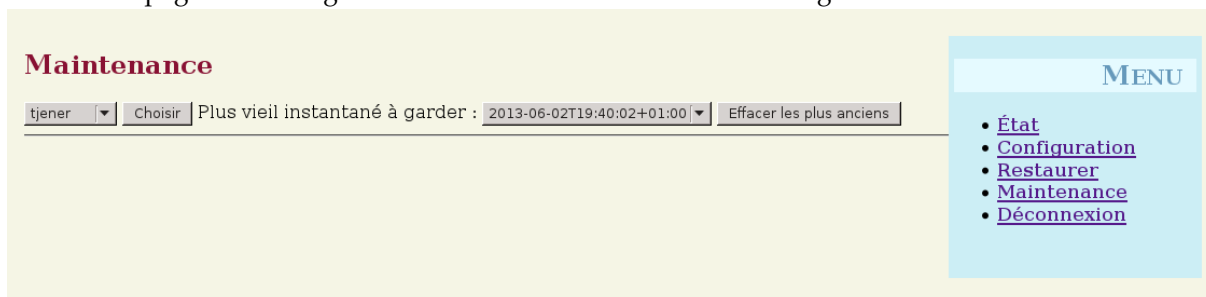 Maintenance
tjener Choisir Plus vieil instantané à garder : 2013-06-02T19:40:02+01:00 Effacer les plus anciens
MENU
• État
• Configuration
• Restaurer
• Maintenance
• Déconnexion